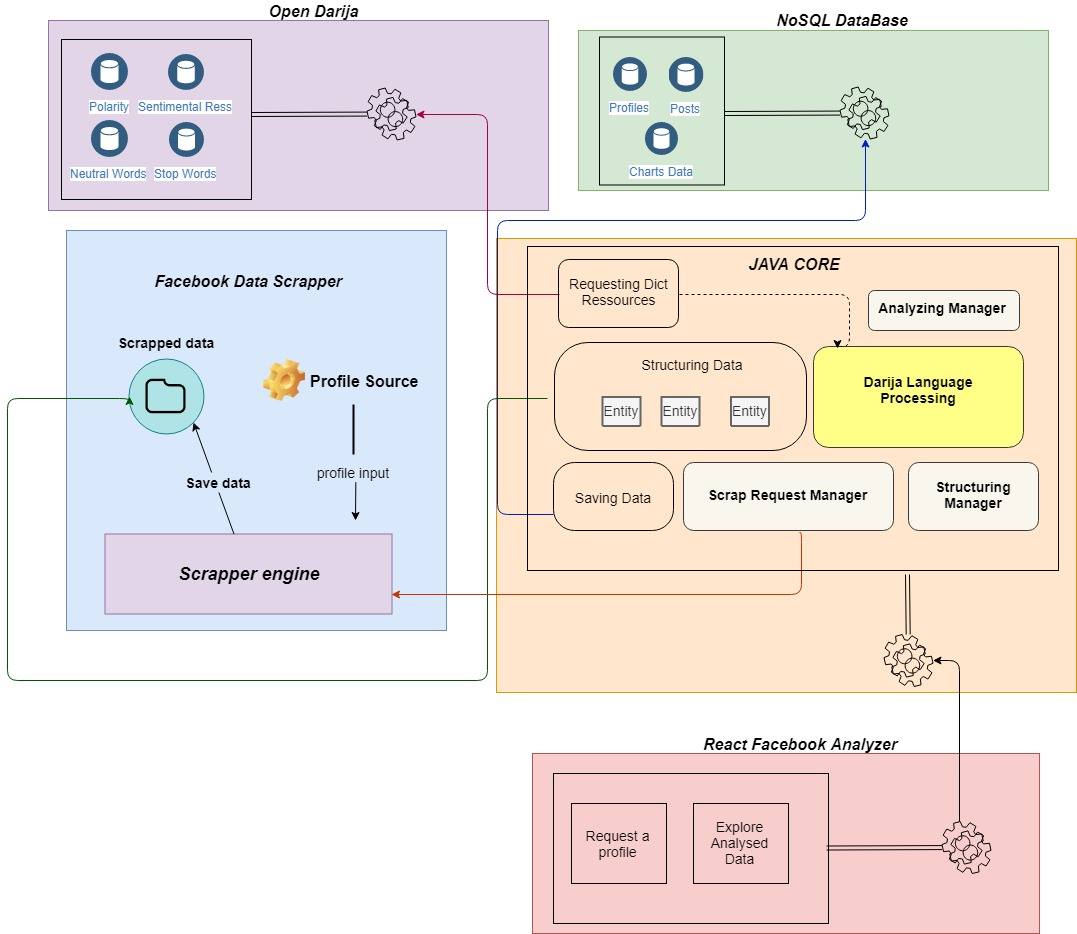 Open Darija
NoSQL DataBase
Polarity
Sentimental Ress
Neutral Words
Stop Words
Profiles
Posts
Charts Data
Facebook Data Scrapper
Scrapped data
Profile Source
profile input
Save data
Scrapper engine
JAVA CORE
Requesting Dict
Ressources
Analyzing Manager
Structuring Data
Entity
Entity
Entity
Darija Language
Processing
Saving Data
Scrap Request Manager
Structuring
Manager
React Facebook Analyzer
Request a
profile
Explore
Analysed
Data